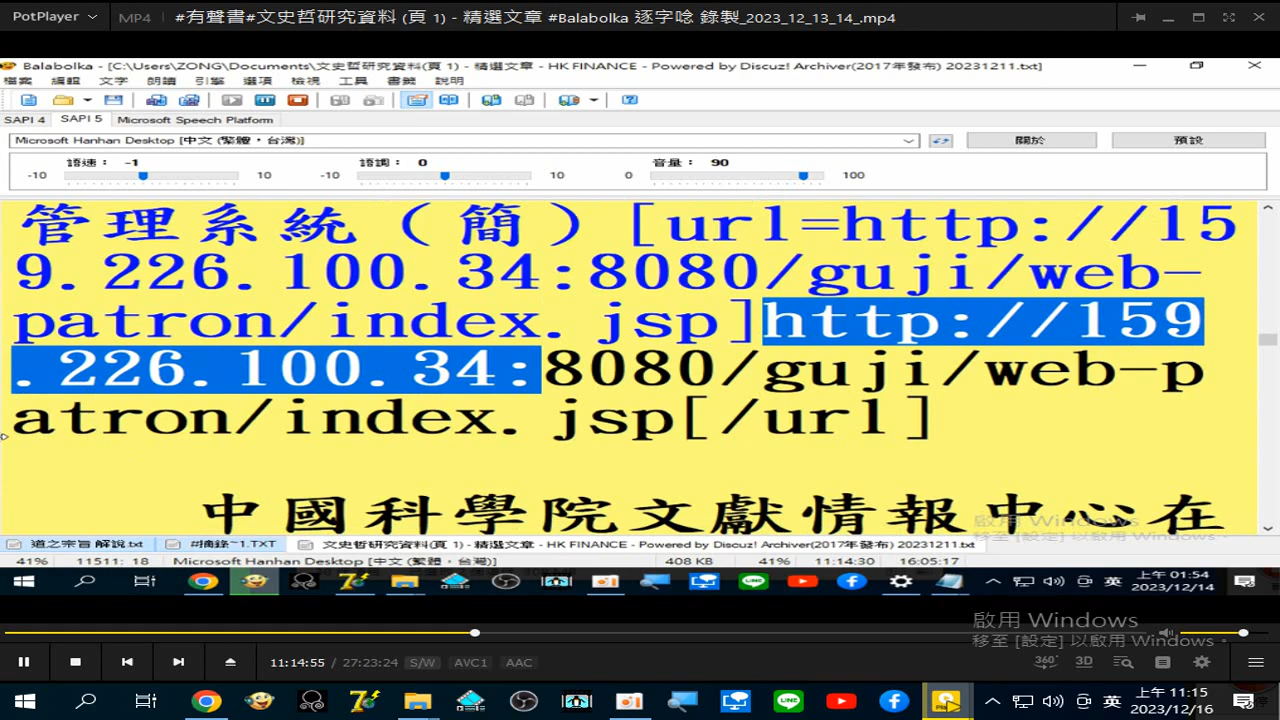 PotPlayer MP4 #有聲書#文史哲研究資料 (頁 1) - 精選文章 #Balabolka 逐字唸 錄製_2023_12_13_14_.mp4
Balabolka - [C:\Users\ZONG\Documents\文史哲研究資料(頁 1) - 精選文章 - HK FINANCE - Powered by Discuz! Archiver(2017年發布) 20231211.txt]
檔案 編輯 文字 朗讀 引擎 選項 檢視 工具 書籤 說明
SAPI 4 SAPI 5 Microsoft Speech Platform
Microsoft Hanhan Desktop [中文 (繁體，台灣)] 關於 預設
語速： -1 語調： 0 音量： 90
-10 10 -10 10 0 100
管理系統（簡）[url=http://15
9.226.100.34:8080/guji/web-
patron/index.jsp]http://159
.226.100.34:8080/guji/web-p
atron/index.jsp[/url]
中國科學院文獻情報中心在
啟用 Windows
移至 [設定] 以啟用 Windows。
道之宗旨 解說.txt #摘錄~1.TXT 文史哲研究資料(頁 1) - 精選文章 - HK FINANCE - Powered by Discuz! Archiver(2017年發布) 20231211.txt
41% 11511: 18 Microsoft Hanhan Desktop [中文 (繁體，台灣)] 408 KB 41% 11:14:30 16:05:17
英 上午 01:54
2023/12/14
啟用 Windows
移至 [設定] 以啟用 Windows。
11:14:55 / 27:23:24 S/W AVC1 AAC 360° 3D
英 上午 11:15
2023/12/16